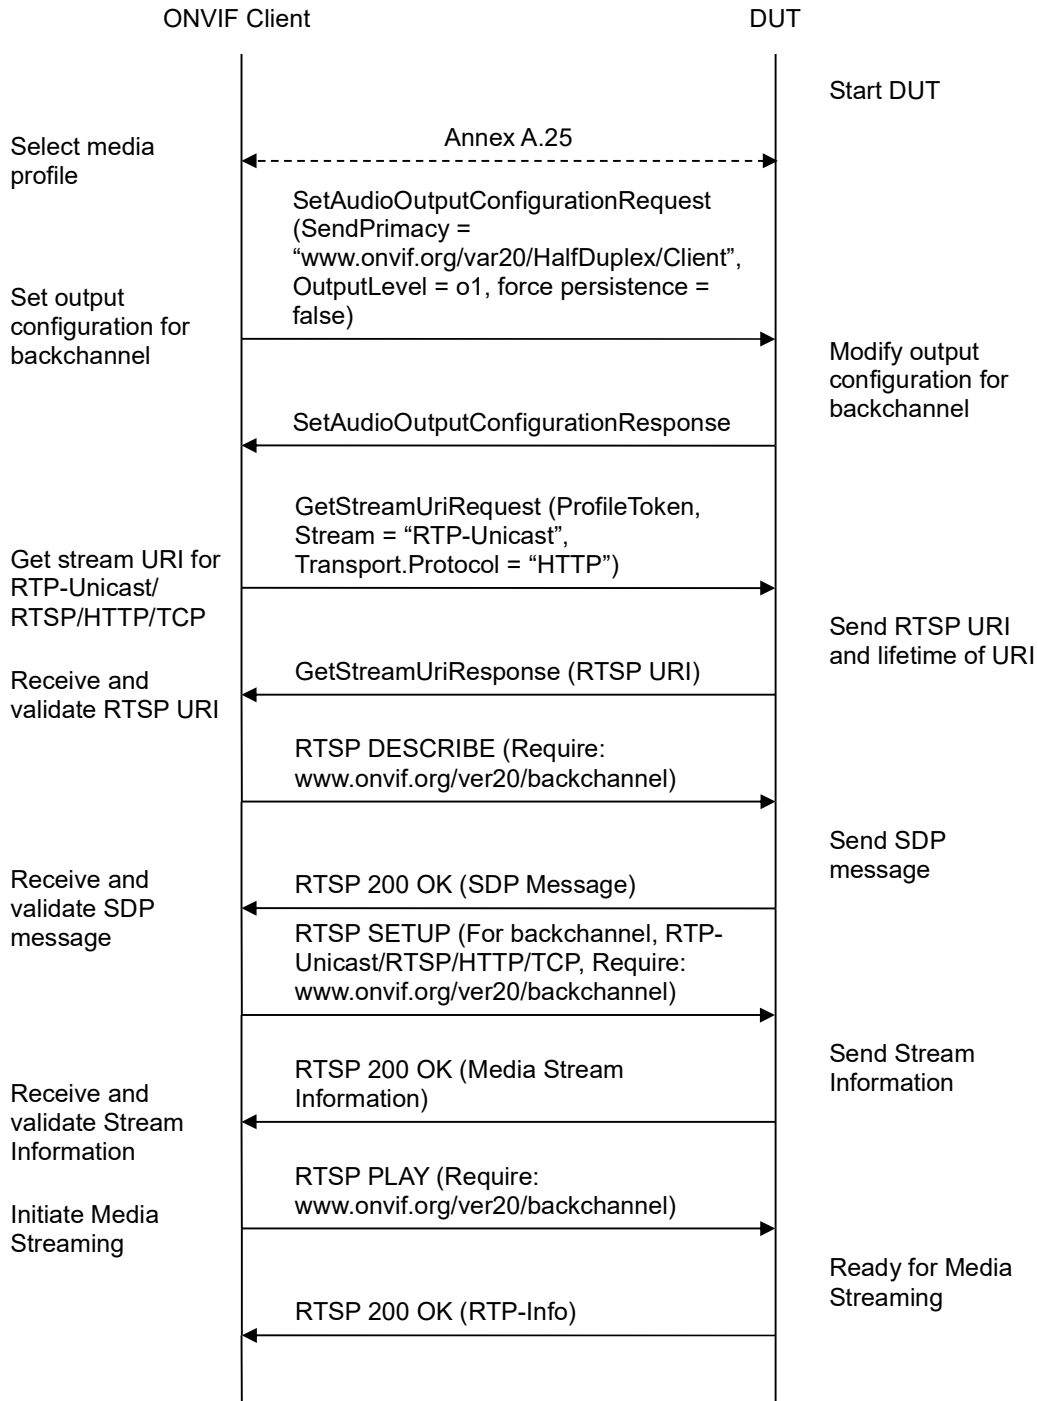 ONVIF Client
DUT
Start DUT
Annex A.25
Select media
profile
SetAudioOutputConfigurationRequest
(SendPrimacy =
“www.onvif.org/var20/HalfDuplex/Client”,
OutputLevel = o1, force persistence =
false)
Set output
configuration for
backchannel
Modify output
configuration for
backchannel
SetAudioOutputConfigurationResponse
GetStreamUriRequest (ProfileToken,
Stream = “RTP-Unicast”,
Transport.Protocol = “HTTP”)
Get stream URI for
RTP-Unicast/
RTSP/HTTP/TCP
Send RTSP URI
and lifetime of URI
GetStreamUriResponse (RTSP URI)
Receive and
validate RTSP URI
RTSP DESCRIBE (Require:
www.onvif.org/ver20/backchannel)
Send SDP
message
RTSP 200 OK (SDP Message)
Receive and
validate SDP
message
RTSP SETUP (For backchannel, RTP-
Unicast/RTSP/HTTP/TCP, Require:
www.onvif.org/ver20/backchannel)
Send Stream
Information
RTSP 200 OK (Media Stream
Information)
Receive and
validate Stream
Information
RTSP PLAY (Require:
www.onvif.org/ver20/backchannel)
Initiate Media
Streaming
Ready for Media
Streaming
RTSP 200 OK (RTP-Info)